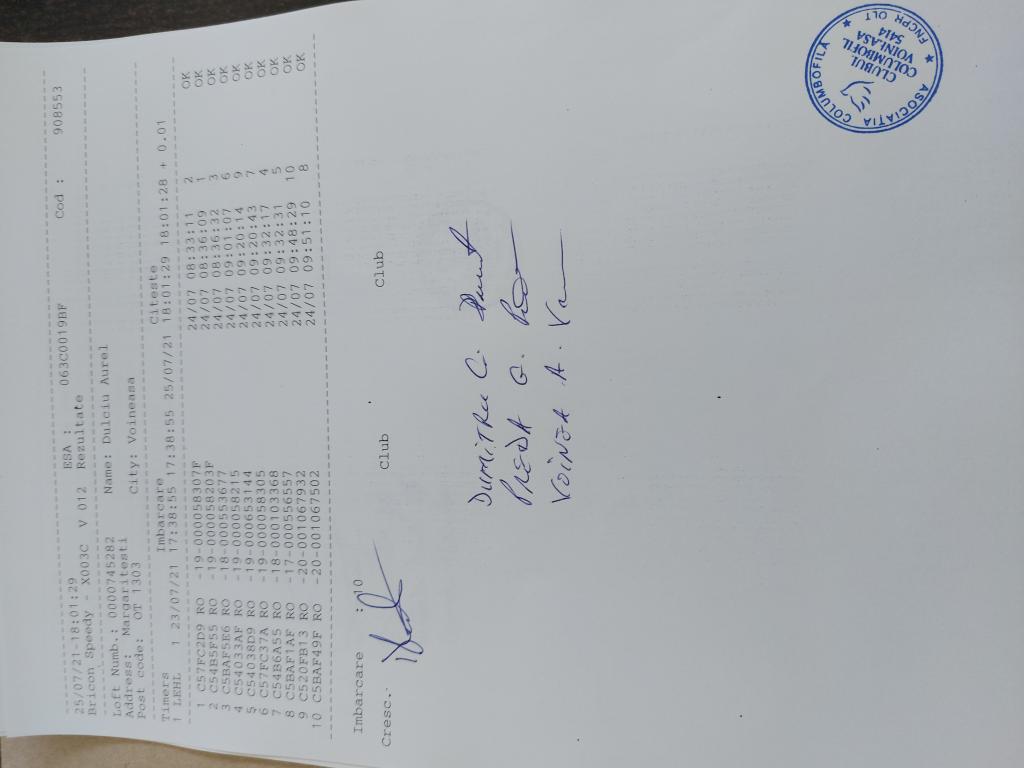 25/07/21-18:01:29 ESA : 063C0019BF Cod : 908553
Bricon Speedy - X003C V 012 Rezultate
Loft Numb.: 0000745282 Name: Dulciu Aurel
Address: Margaritesti
Post code: OT 1303 City: Voineasa
Imbarcare Citeste
Timers
1 LEHL 1 23/07/21 17:38:55 17:38:55 25/07/21 18:01:29 18:01:28 + 0.01
1 C57FC2D9 RO -19-000058307F 24/07 08:33:11 2 OK
2 C54B5F55 RO -19-000058203F 24/07 08:36:09 1 OK
3 C5BAF5E6 RO -18-000553677 24/07 08:36:32 3 OK
4 C54033AF RO -19-000058215 24/07 09:01:07 6 OK
5 C54038D9 RO -19-000653144 24/07 09:20:14 9 OK
6 C57FC37A RO -19-000058305 24/07 09:20:43 7 OK
7 C54B6A55 RO -18-000103368 24/07 09:32:17 4 OK
8 C5BAF1AF RO -17-000556557 24/07 09:32:31 5 OK
9 C520FB13 RO -20-001067932 24/07 09:48:29 10 OK
10 C5BAF49F RO -20-001067502 24/07 09:51:10 8 OK
Imbarcare : 10
Cresc. Club Club
DUMITRU C.
PREDA G.
VOINEA A.
ASOCIATIA COLUMBOFILA
CLUBUL
COLUMBOFIL
VOINEASA
5414
FNCPR OLT